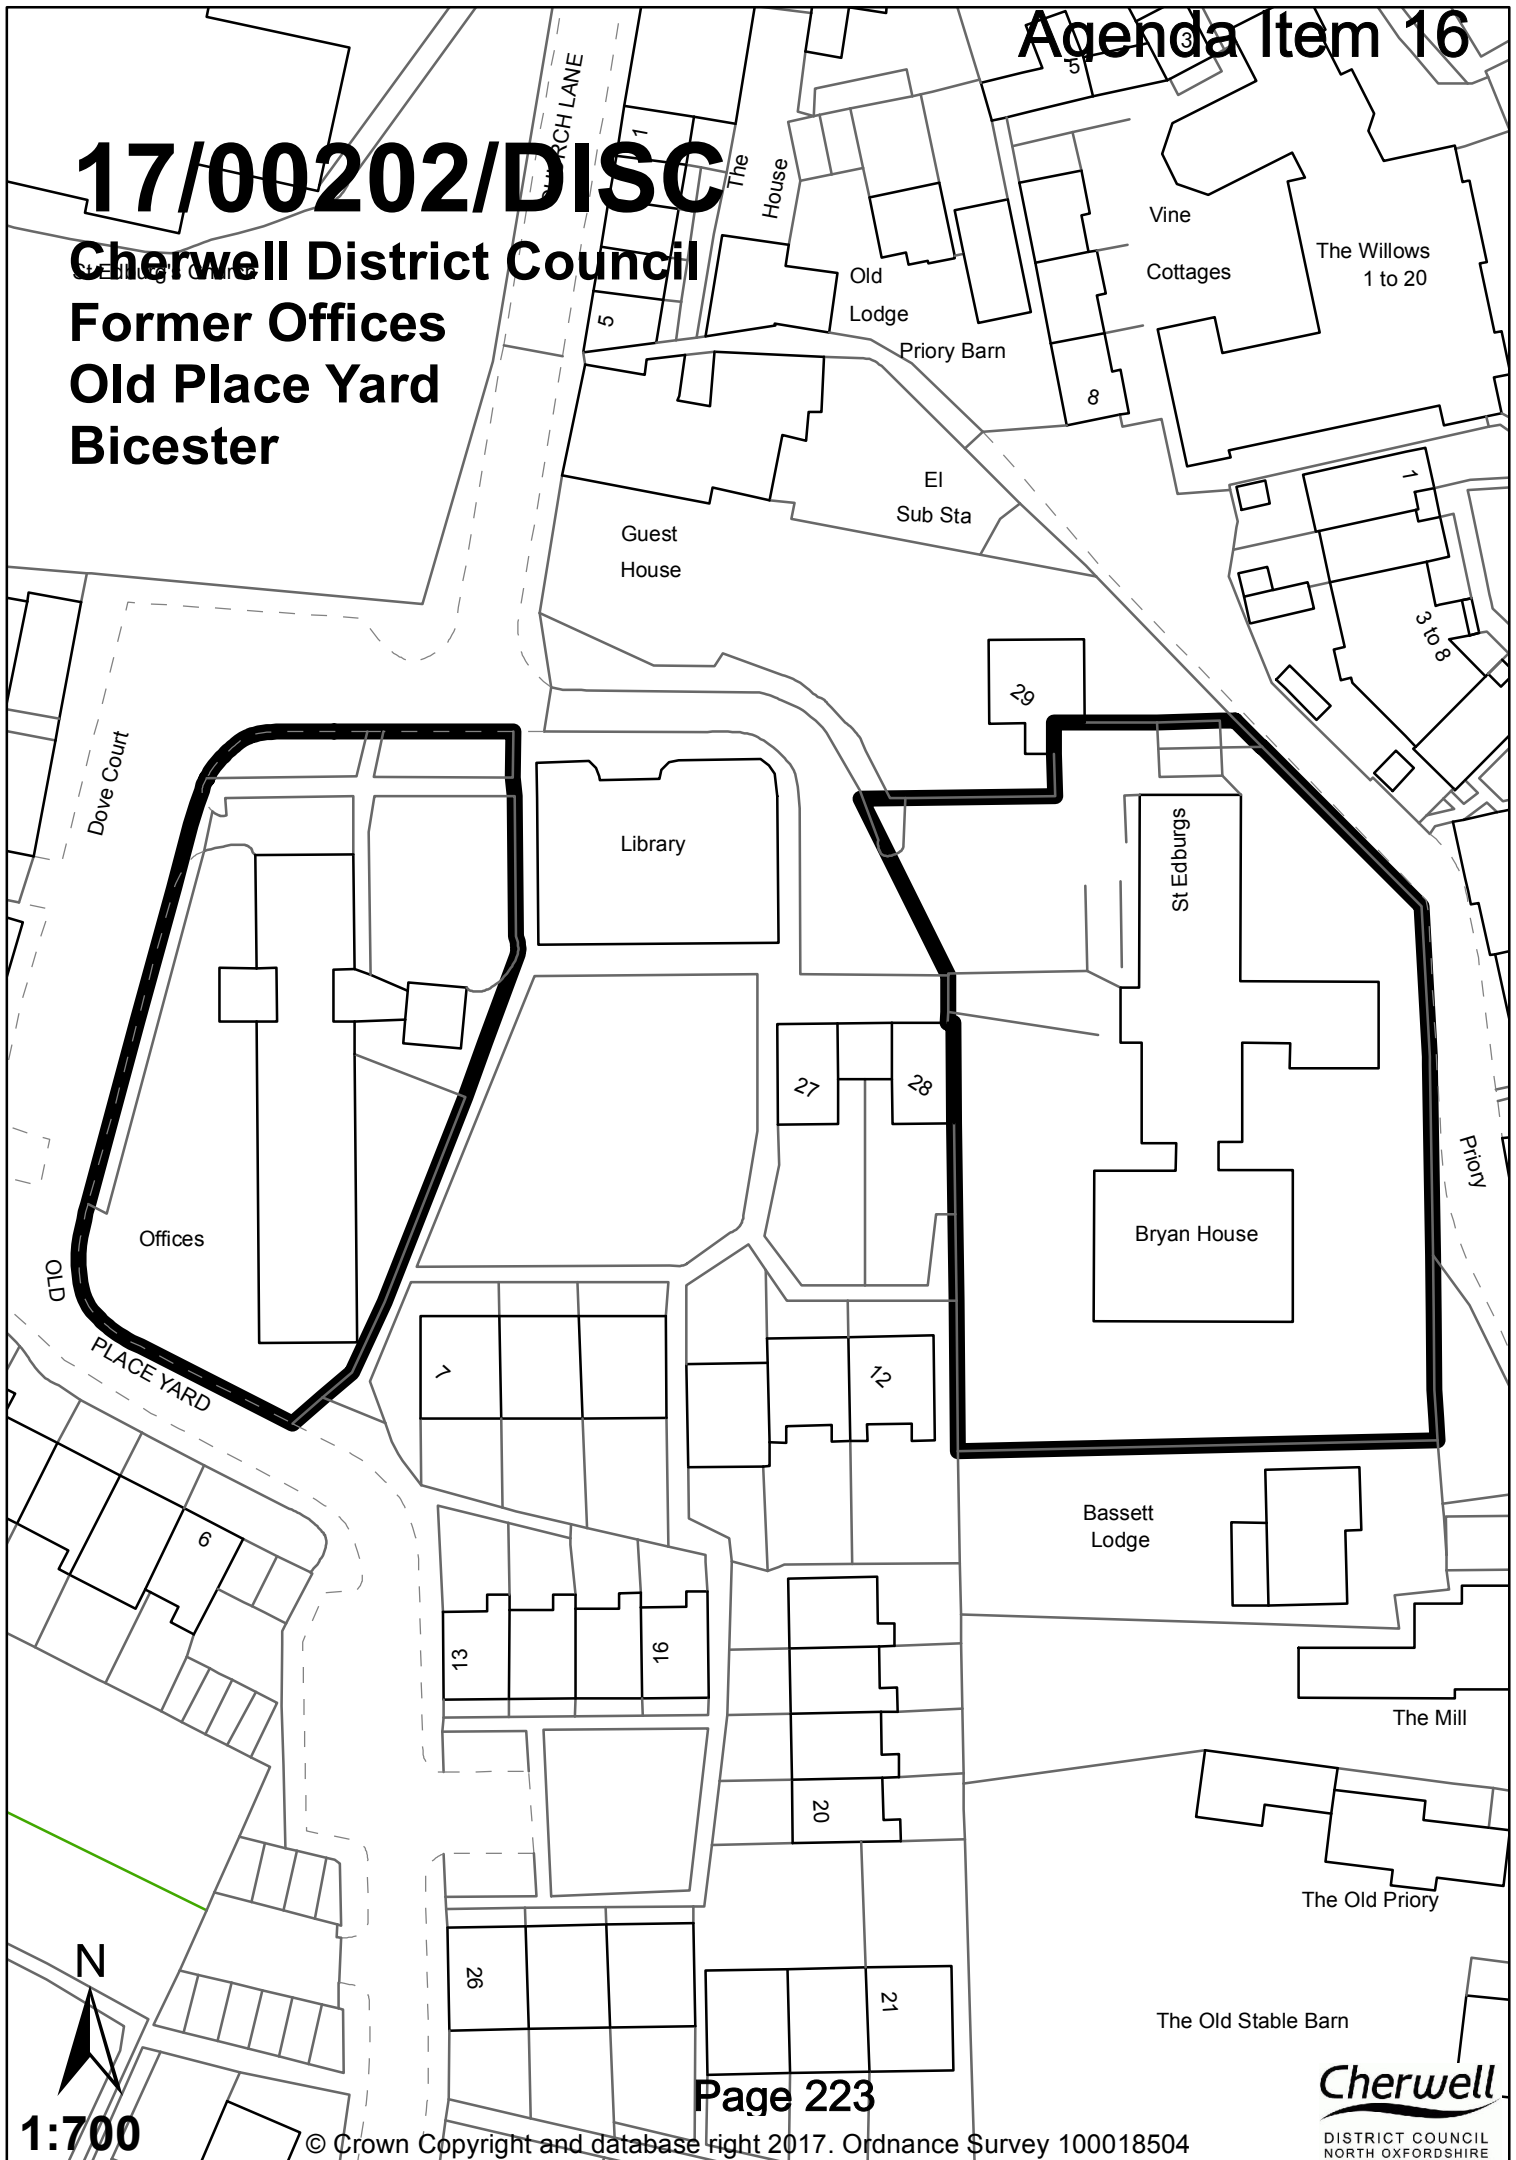 Agenda Item 16
17/00202/DISC
Cherwell District Council
Former Offices
Old Place Yard
Bicester
St Edburg's Church
CHURCH LANE
1
5
The
House
3
5
Old
Lodge
Priory Barn
Vine
Cottages
8
The Willows
1 to 20
El
Sub Sta
Guest
House
1
3 to 8
29
Dove Court
Library
St Edburgs
27
28
Priory
Offices
Bryan House
OLD
PLACE YARD
7
12
Bassett
Lodge
6
13
16
The Mill
20
The Old Priory
26
21
The Old Stable Barn
N
1:700
Page 223
© Crown Copyright and database right 2017. Ordnance Survey 100018504
Cherwell
DISTRICT COUNCIL
NORTH OXFORDSHIRE